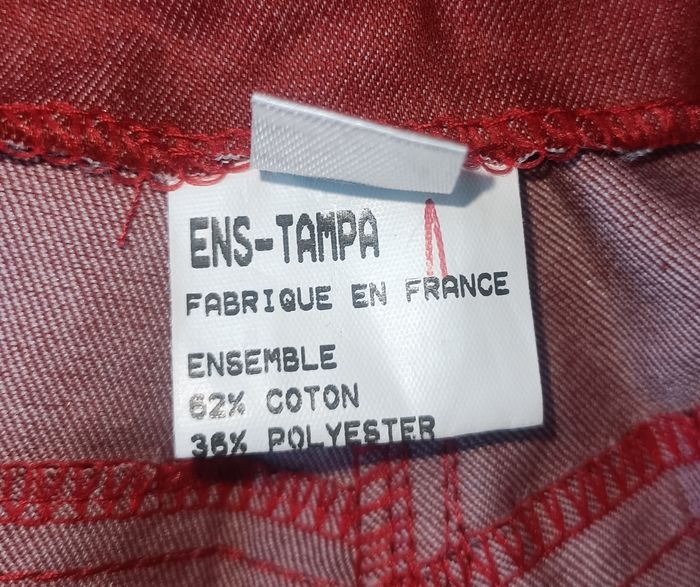 ENS-TAMPA
FABRIQUE EN FRANCE
ENSEMBLE
62% COTON
36% POLYESTER